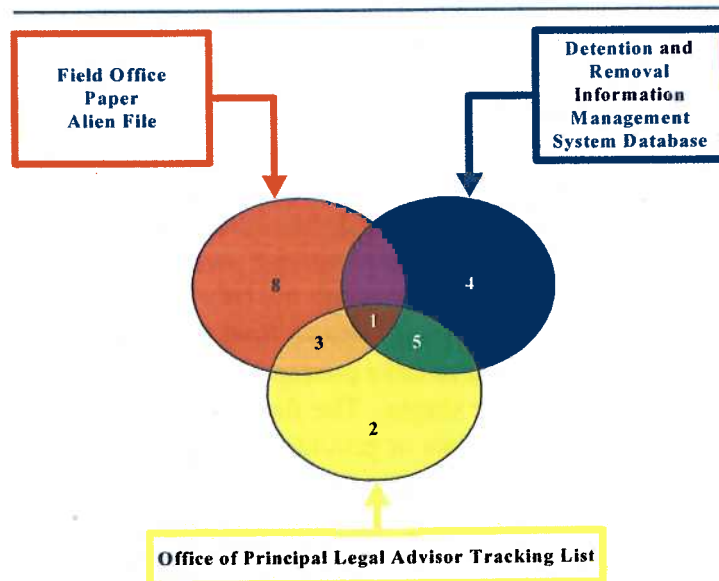 Field Office
Paper
Alien File
Detention and
Removal
Information
Management
System Database
8
4
1
3
5
2
Office of Principal Legal Advisor Tracking List